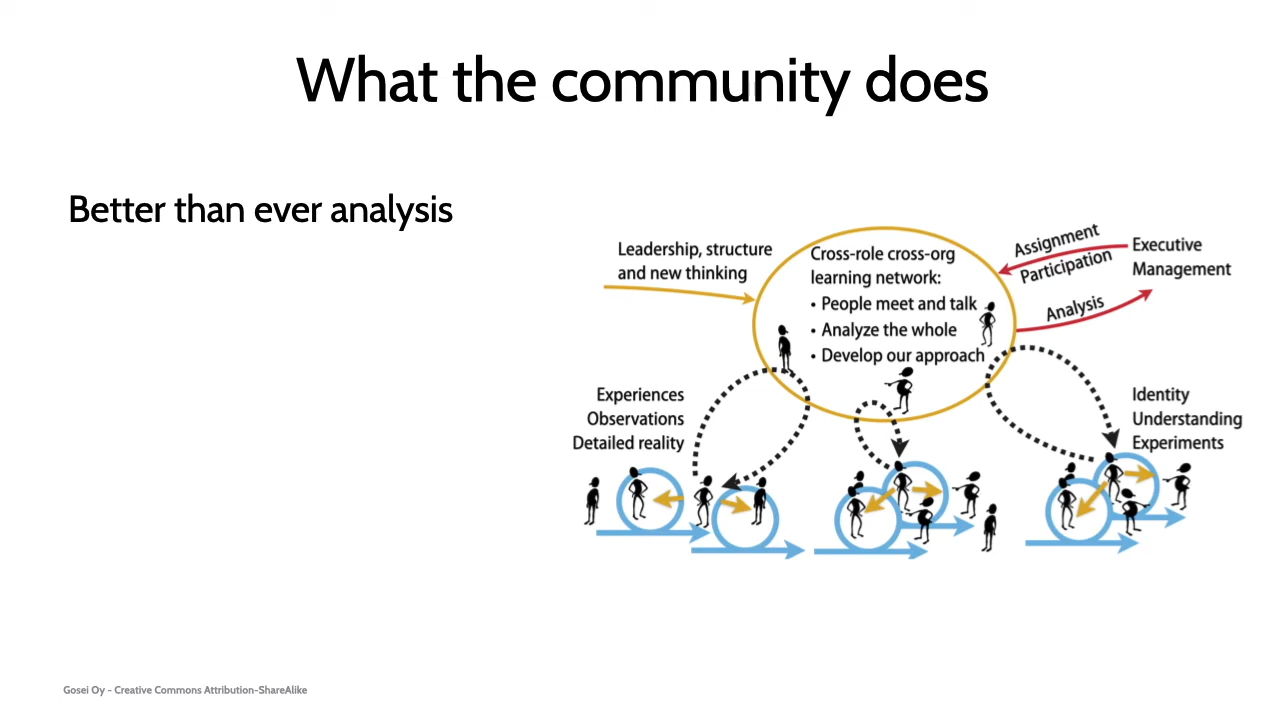 What the community does
Better than ever analysis
Leadership, structure
and new thinking
Cross-role cross-org
learning network:
• People meet and talk
• Analyze the whole
• Develop our approach
Assignment
Participation
Analysis
Executive
Management
Experiences
Observations
Detailed reality
Identity
Understanding
Experiments
Gosei Oy - Creative Commons Attribution-ShareAlike